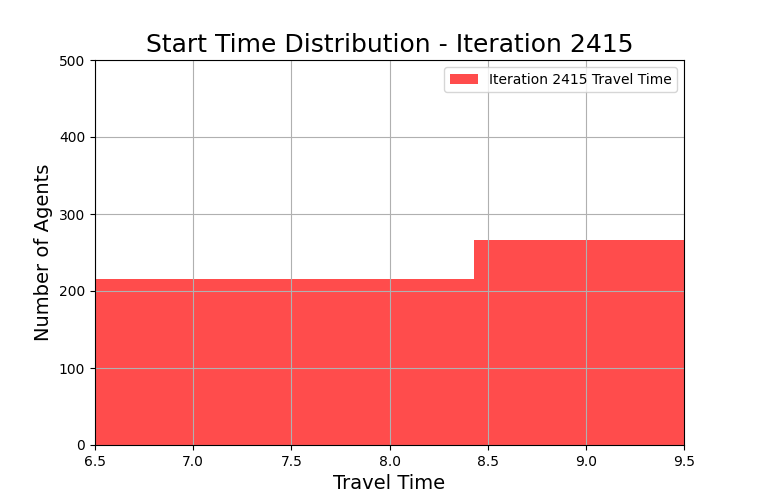 Start Time Distribution - Iteration 2415
Iteration 2415 Travel Time
Number of Agents
500
400
300
200
100
0
6.5 7.0 7.5 8.0 8.5 9.0 9.5
Travel Time